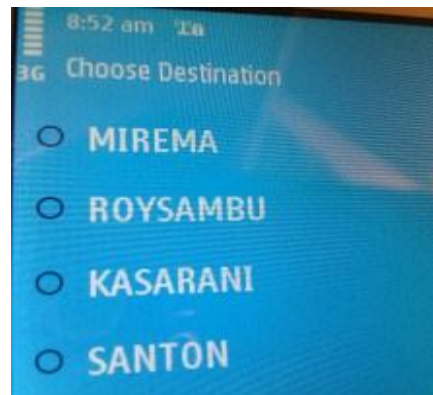 8:52 am
3G Choose Destination
MIREMA
ROYSAMBU
KASARANI
SANTON